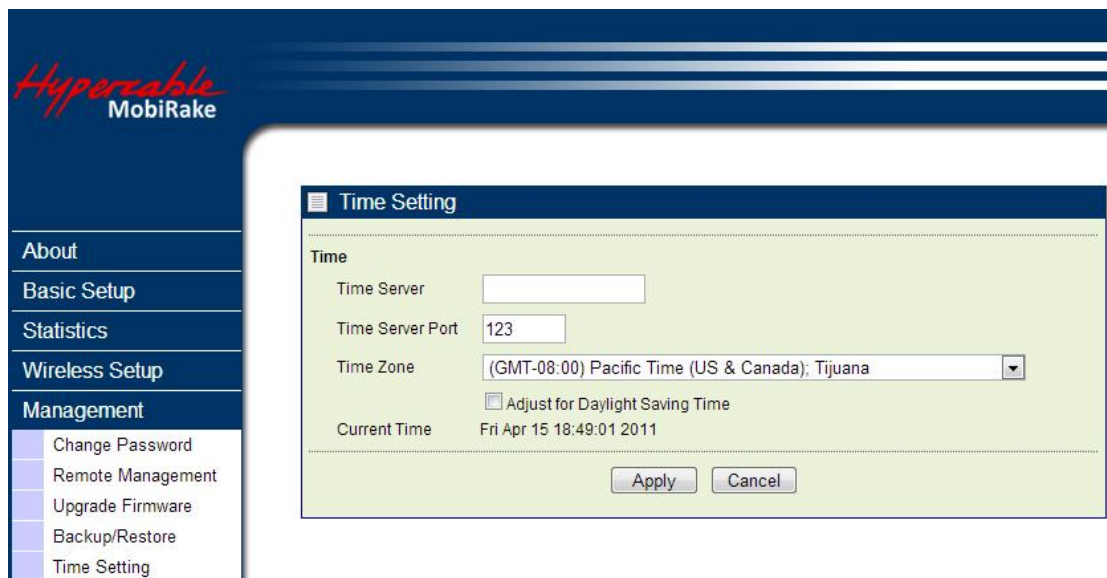 Hypercable
MobiRake
About
Basic Setup
Statistics
Wireless Setup
Management
Change Password
Remote Management
Upgrade Firmware
Backup/Restore
Time Setting
Time Setting
Time
Time Server
Time Server Port 123
Time Zone (GMT-08:00) Pacific Time (US & Canada); Tijuana
Adjust for Daylight Saving Time
Current Time Fri Apr 15 18:49:01 2011
Apply Cancel